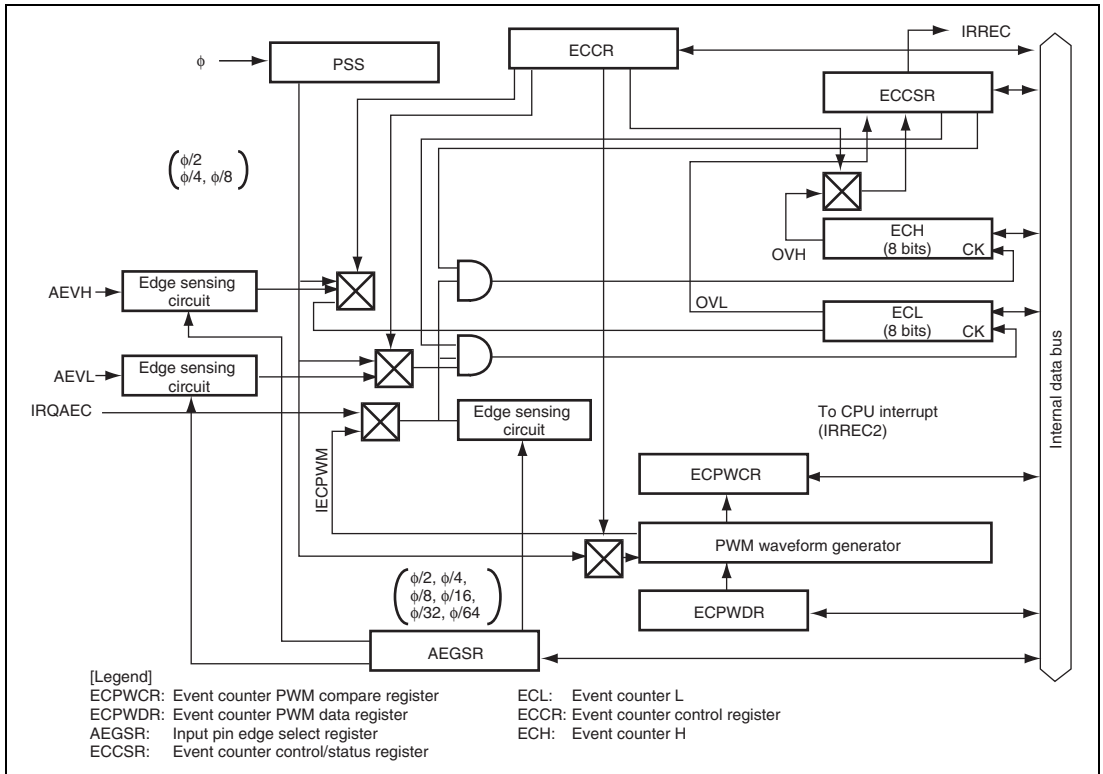 IRREC
ECCR
φ
PSS
ECCSR
φ/2
φ/4, φ/8
ECH
(8 bits)
CK
OVH
AEVH
Edge sensing
circuit
OVL
ECL
(8 bits)
CK
AEVL
Edge sensing
circuit
IRQAEC
Edge sensing
circuit
To CPU interrupt
(IRREC2)
Internal data bus
IECPWM
ECPWCR
PWM waveform generator
φ/2, φ/4,
φ/8, φ/16,
φ/32, φ/64
ECPWDR
AEGSR
[Legend]
ECPWCR: Event counter PWM compare register
ECPWDR: Event counter PWM data register
AEGSR: Input pin edge select register
ECCSR: Event counter control/status register
ECL: Event counter L
ECCR: Event counter control register
ECH: Event counter H